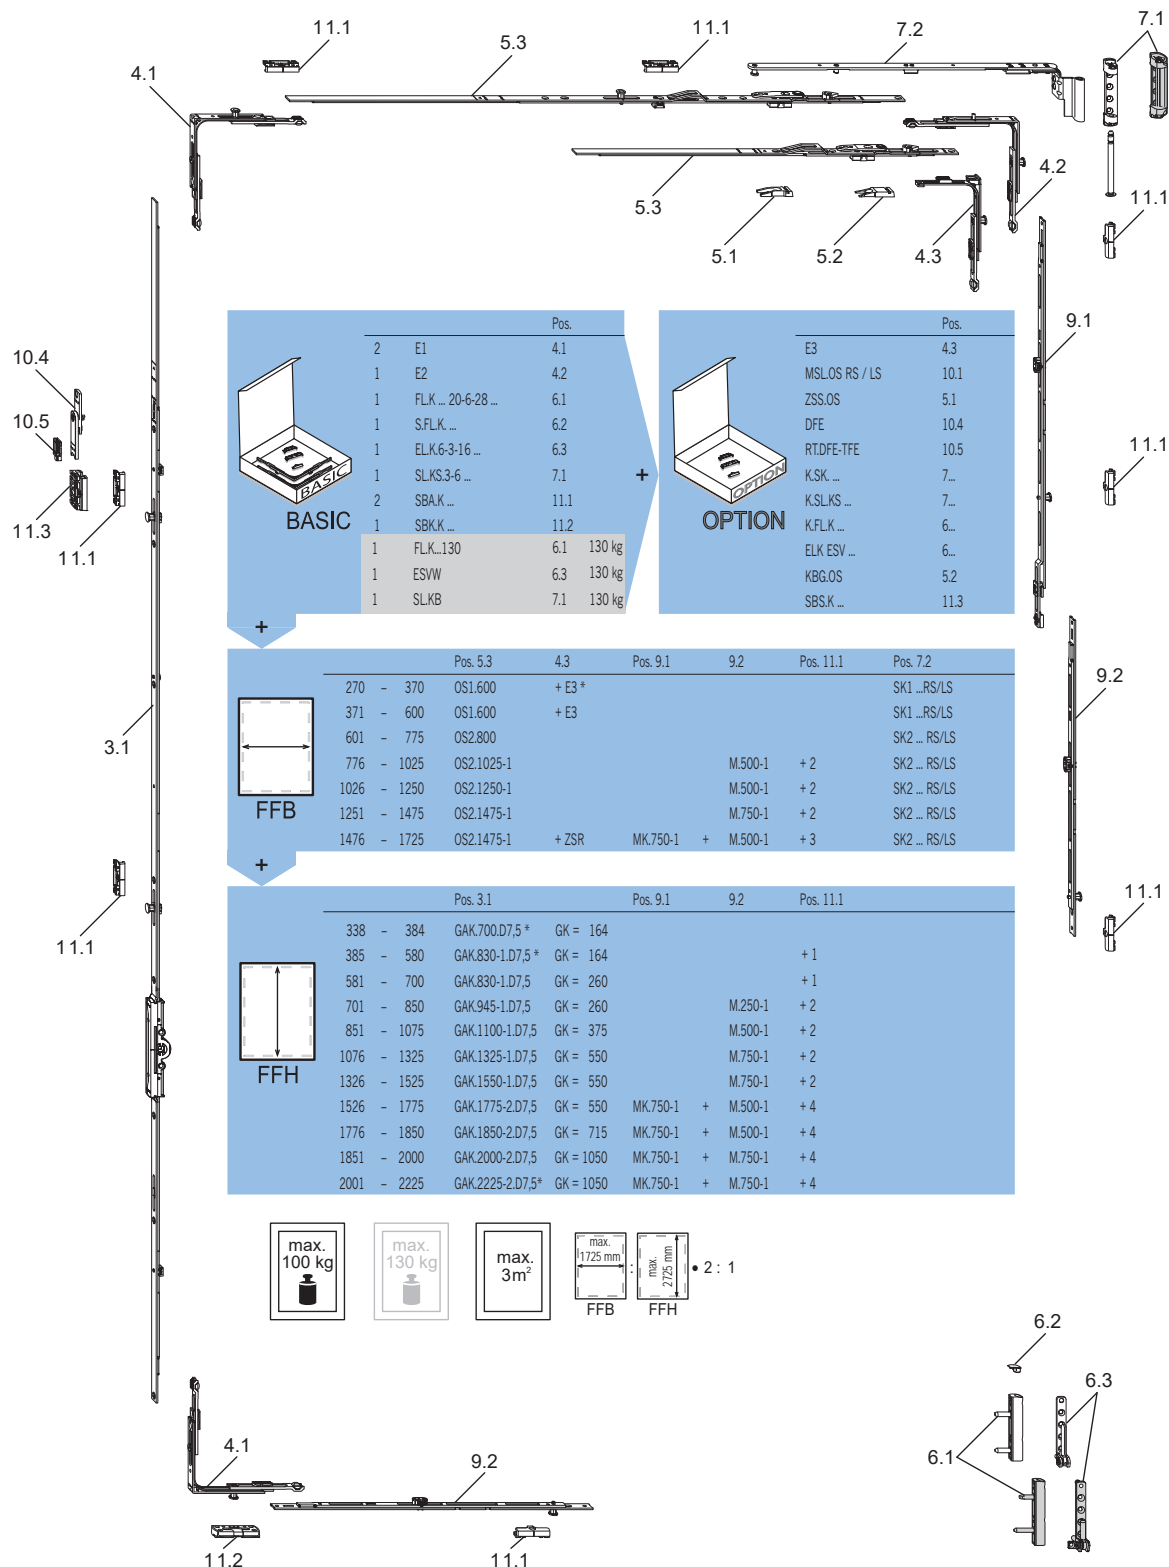 11.1
5.3
11.1
7.2
7.1
4.1
5.3
4.2
11.1
5.1
5.2
4.3
9.1
10.4
10.5
11.3
11.1
11.1
3.1
9.2
11.1
11.1
Pos.
2 E1 4.1
1 E2 4.2
1 FL.K ... 20-6-28 ... 6.1
1 S.FL.K. ... 6.2
1 EL.K.6-3-16 ... 6.3
1 SL.KS.3-6 ... 7.1
2 SBA.K ... 11.1
1 SBK.K ... 11.2
1 FL.K...130 6.1 130 kg
1 ESVW 6.3 130 kg
1 SL.KB 7.1 130 kg
BASIC
BASIC
+
Pos.
E3 4.3
MSL.OS RS / LS 10.1
ZSS.OS 5.1
DFE 10.4
RT.DFE-TFE 10.5
K.SK. ... 7...
K.SL.KS ... 7...
K.FL.K ... 6...
ELK ESV ... 6...
KBG.OS 5.2
SBS.K ... 11.3
OPTION
OPTION
+
Pos. 5.3 4.3 Pos. 9.1 9.2 Pos. 11.1 Pos. 7.2
270 – 370 OS1.600 + E3 * SK1 ...RS/LS
371 – 600 OS1.600 + E3 SK1 ...RS/LS
601 – 775 OS2.800 SK2 ... RS/LS
776 – 1025 OS2.1025-1 M.500-1 + 2 SK2 ... RS/LS
1026 – 1250 OS2.1250-1 M.500-1 + 2 SK2 ... RS/LS
1251 – 1475 OS2.1475-1 M.750-1 + 2 SK2 ... RS/LS
1476 – 1725 OS2.1475-1 + ZSR MK.750-1 + M.500-1 + 3 SK2 ... RS/LS
FFB
+
Pos. 3.1 Pos. 9.1 9.2 Pos. 11.1
338 – 384 GAK.700.D7,5 * GK = 164
385 – 580 GAK.830-1.D7,5 * GK = 164 + 1
581 – 700 GAK.830-1.D7,5 GK = 260 + 1
701 – 850 GAK.945-1.D7,5 GK = 260 M.250-1 + 2
851 – 1075 GAK.1100-1.D7,5 GK = 375 M.500-1 + 2
1076 – 1325 GAK.1325-1.D7,5 GK = 550 M.750-1 + 2
1326 – 1525 GAK.1550-1.D7,5 GK = 550 M.750-1 + 2
1526 – 1775 GAK.1775-2.D7,5 GK = 550 MK.750-1 + M.500-1 + 4
1776 – 1850 GAK.1850-2.D7,5 GK = 715 MK.750-1 + M.500-1 + 4
1851 – 2000 GAK.2000-2.D7,5 GK = 1050 MK.750-1 + M.750-1 + 4
2001 – 2225 GAK.2225-2.D7,5* GK = 1050 MK.750-1 + M.750-1 + 4
FFH
max.
100 kg
max.
130 kg
max.
3m²
max.
1725 mm
FFB
:
max.
2725 mm
FFH
• 2 : 1
6.2
6.3
6.1
4.1
9.2
11.2
11.1